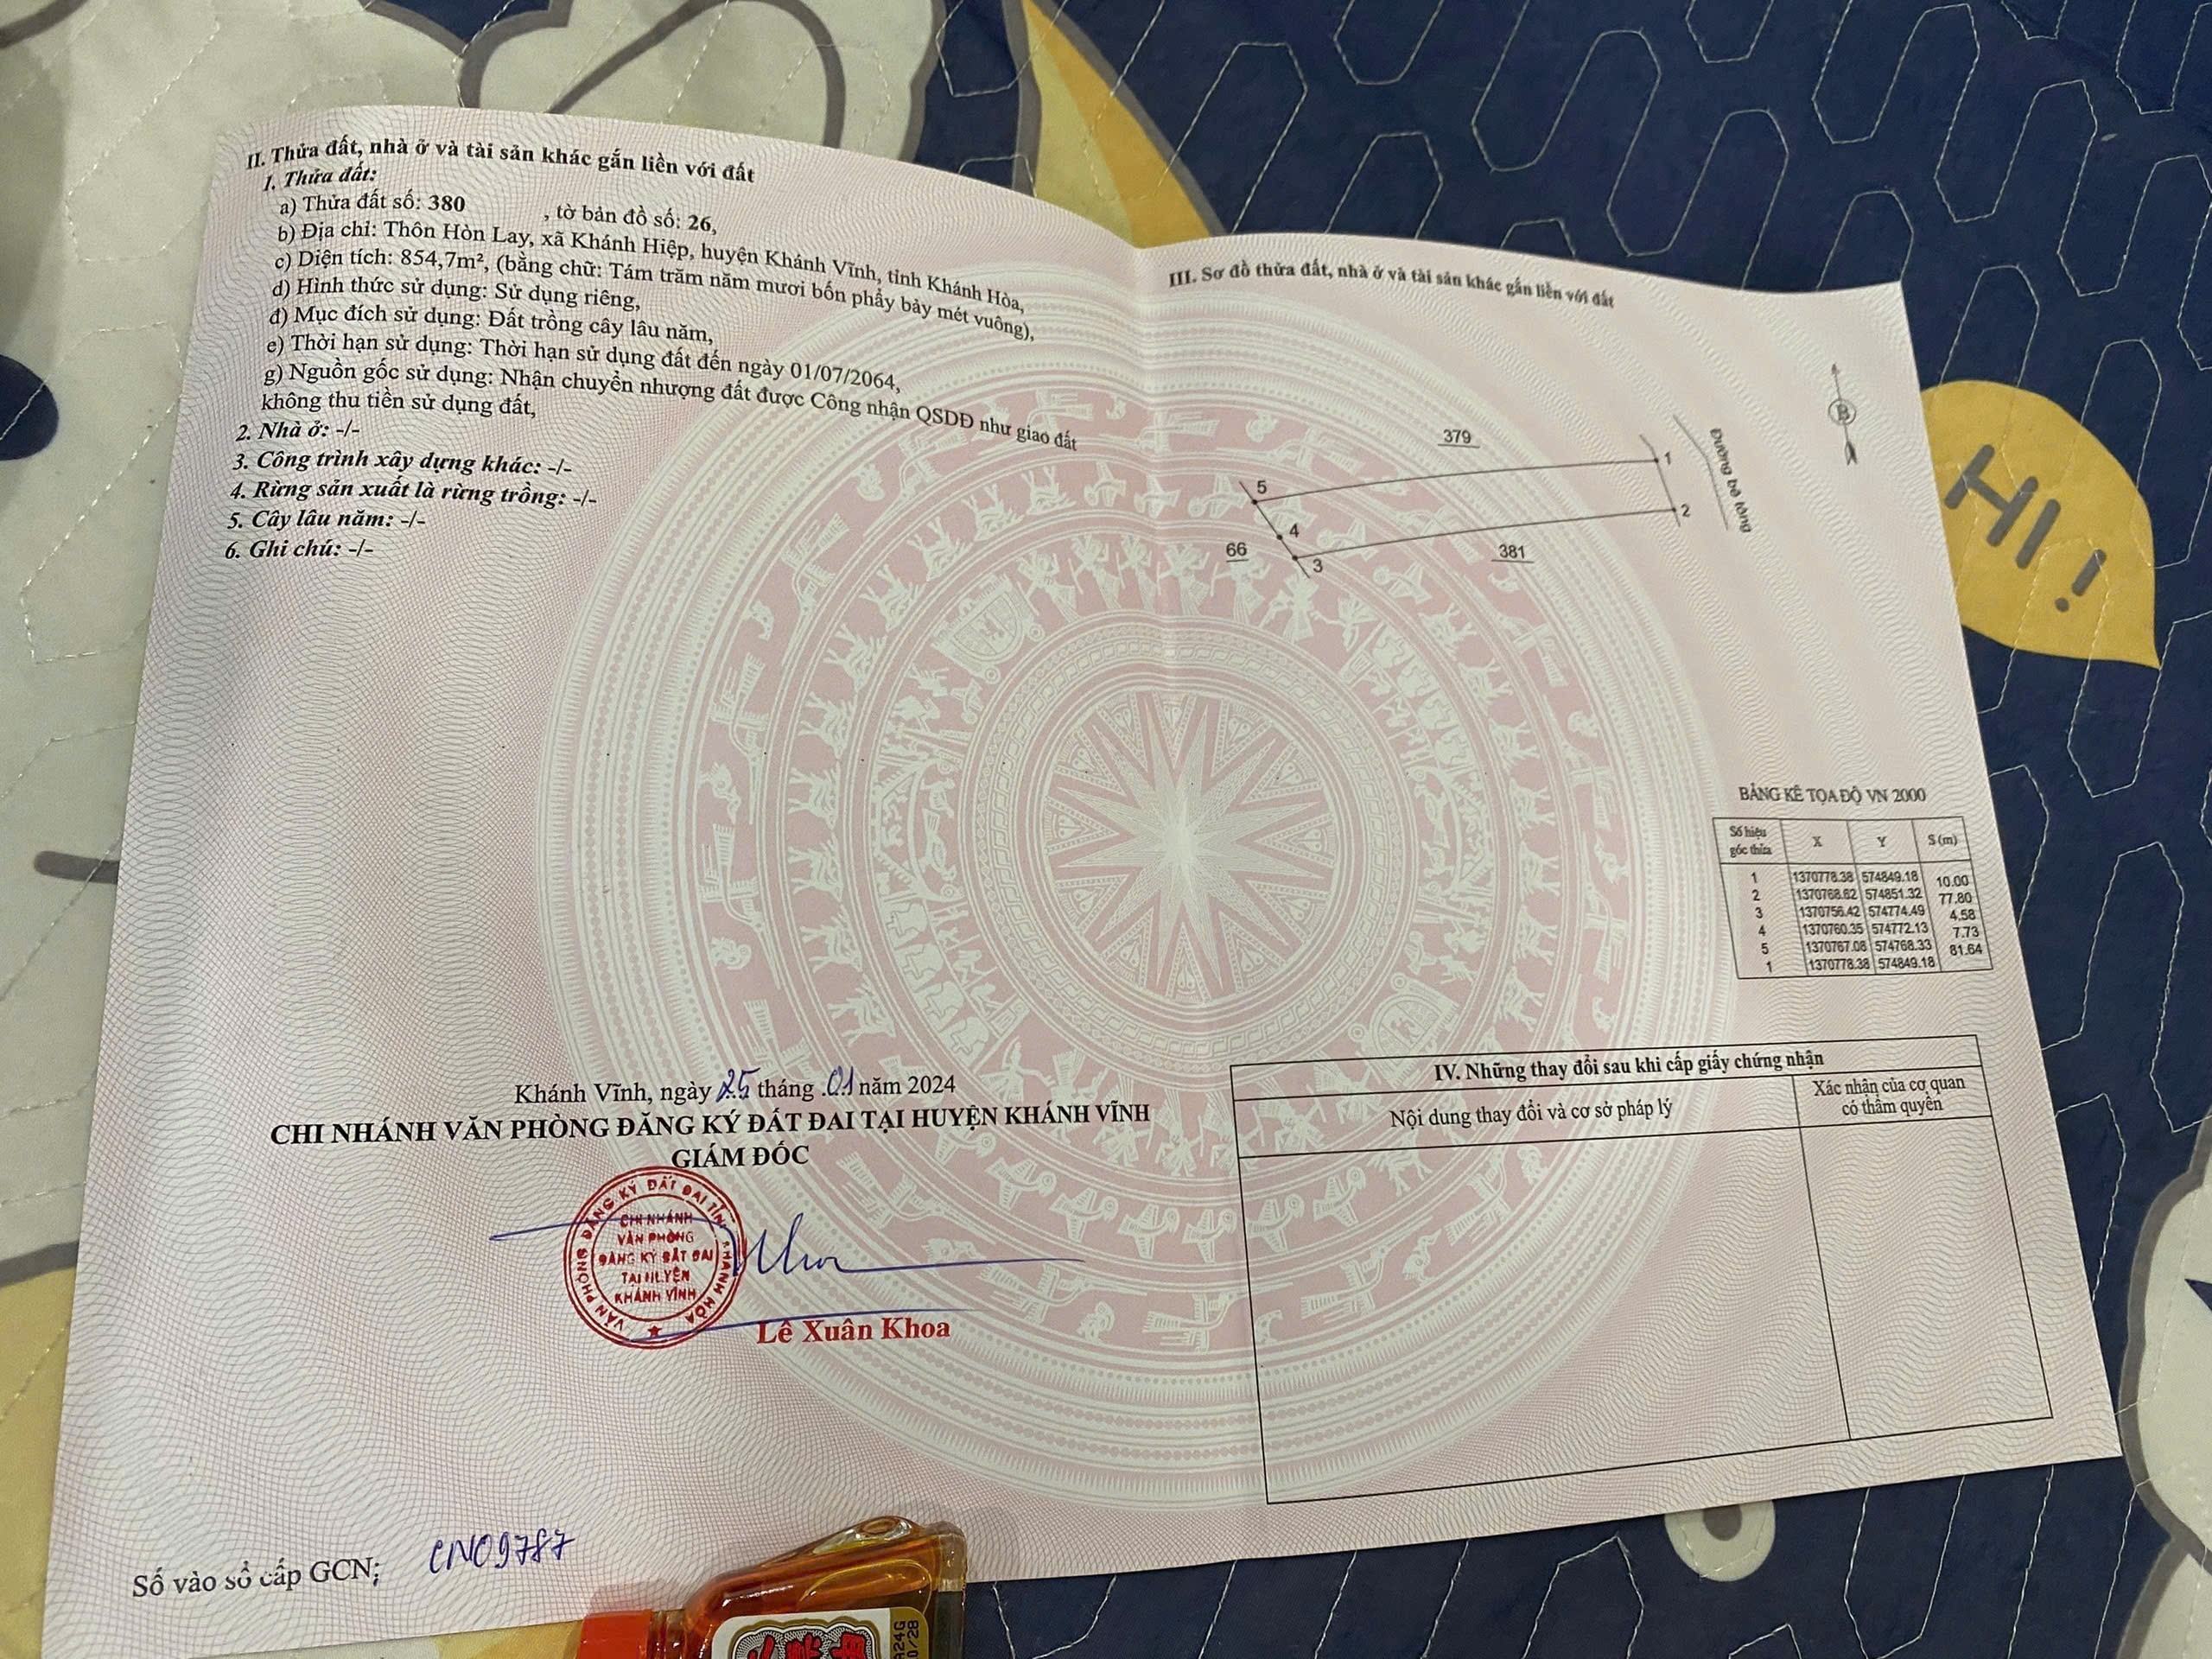 II. Thửa đất, nhà ở và tài sản khác gắn liền với đất
1. Thửa đất:
a) Thửa đất số: 380 , tờ bản đồ số: 26,
b) Địa chỉ: Thôn Hòn Lay, xã Khánh Hiệp, huyện Khánh Vĩnh, tỉnh Khánh Hòa,
c) Diện tích: 854,7m², (bằng chữ: Tám trăm năm mươi bốn phẩy bảy mét vuông),
d) Hình thức sử dụng: Sử dụng riêng,
đ) Mục đích sử dụng: Đất trồng cây lâu năm,
e) Thời hạn sử dụng: Thời hạn sử dụng đất đến ngày 01/07/2064,
g) Nguồn gốc sử dụng: Nhận chuyển nhượng đất được Công nhận QSDĐ như giao đất
không thu tiền sử dụng đất,
2. Nhà ở: -/-
3. Công trình xây dựng khác: -/-
4. Rừng sản xuất là rừng trồng: -/-
5. Cây lâu năm: -/-
6. Ghi chú: -/-
Khánh Vĩnh, ngày 25 tháng .01 năm 2024
CHI NHÁNH VĂN PHÒNG ĐĂNG KÝ ĐẤT ĐAI TẠI HUYỆN KHÁNH VĨNH
GIÁM ĐỐC
VĂN PHÒNG ĐĂNG KÝ ĐẤT ĐAI TỈNH KHÁNH HÒA
CHI NHÁNH
VĂN PHÒNG
ĐĂNG KÝ ĐẤT ĐAI
TẠI HUYỆN
KHÁNH VĨNH
Lê Xuân Khoa
Số vào sổ cấp GCN; CN09787
III. Sơ đồ thửa đất, nhà ở và tài sản khác gắn liền với đất
B
Đường bê tông
379
1
5
2
4
66
381
3
BẢNG KÊ TỌA ĐỘ VN 2000
Số hiệu góc thửa X Y S (m)
1 1370778.38 574849.18 10.00
2 1370768.62 574851.32 77.80
3 1370756.42 574774.49 4.58
4 1370760.35 574772.13 7.73
5 1370767.08 574768.33 81.64
1 1370778.38 574849.18
IV. Những thay đổi sau khi cấp giấy chứng nhận
Nội dung thay đổi và cơ sở pháp lý
Xác nhận của cơ quan
có thẩm quyền
HI !